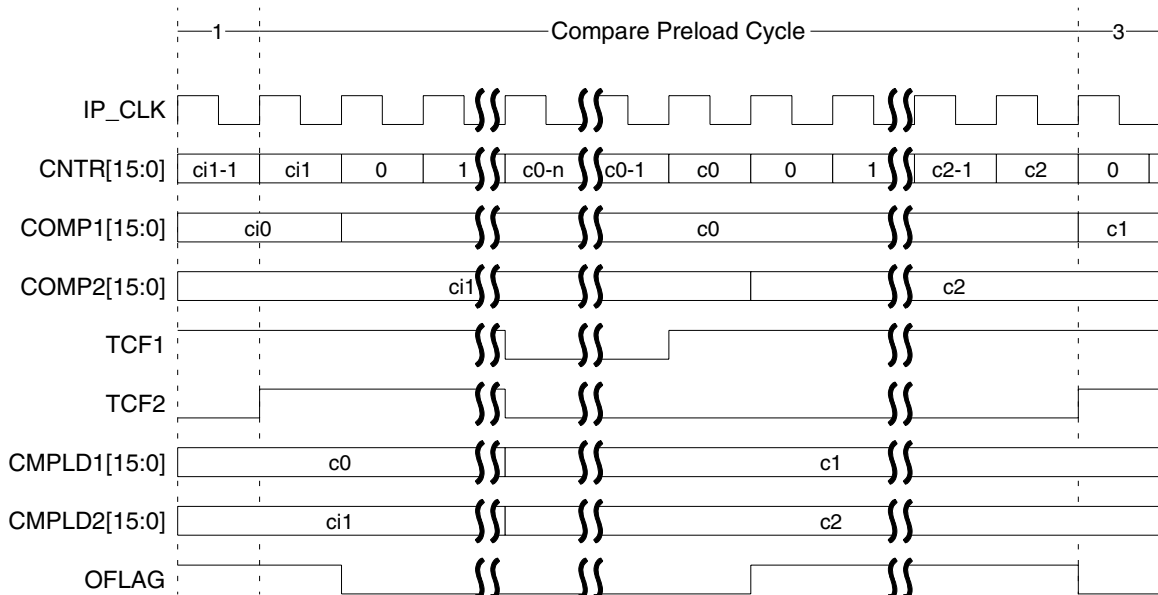 1 Compare Preload Cycle 3
IP_CLK
CNTR[15:0] ci1-1 ci1 0 1 c0-n c0-1 c0 0 1 c2-1 c2 0
COMP1[15:0] ci0 c0 c1
COMP2[15:0] ci1 c2
TCF1
TCF2
CMPLD1[15:0] c0 c1
CMPLD2[15:0] ci1 c2
OFLAG